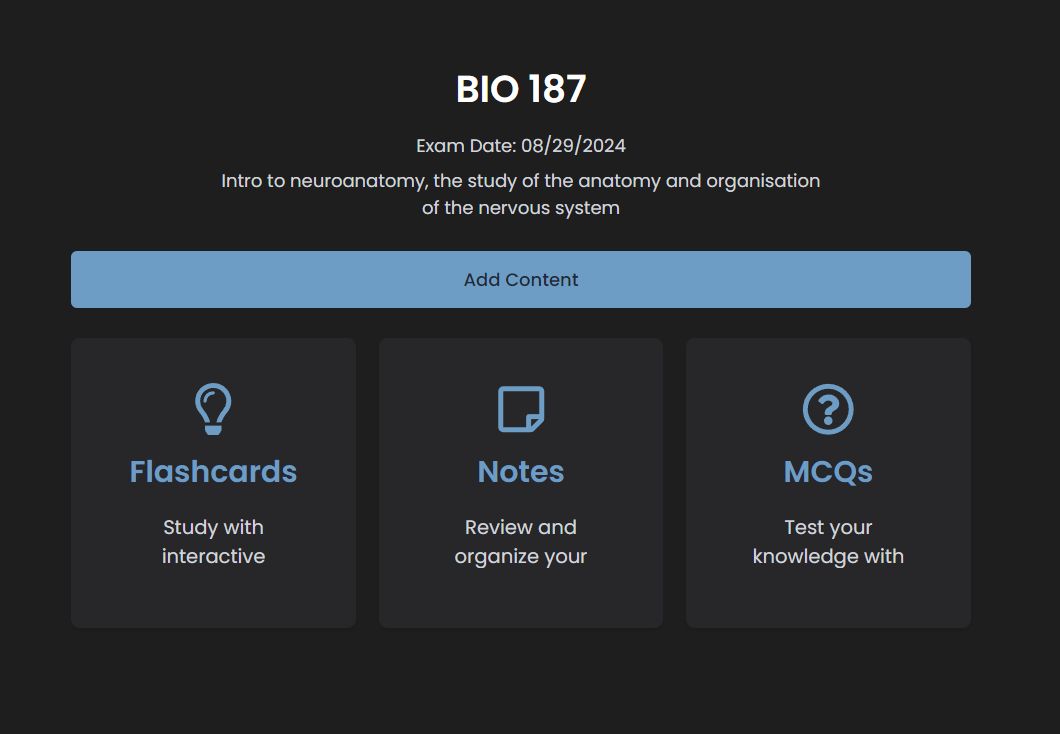 BIO 187
Exam Date: 08/29/2024
Intro to neuroanatomy, the study of the anatomy and organisation
of the nervous system
Add Content
Flashcards
Study with
interactive
Notes
Review and
organize your
MCQs
Test your
knowledge with